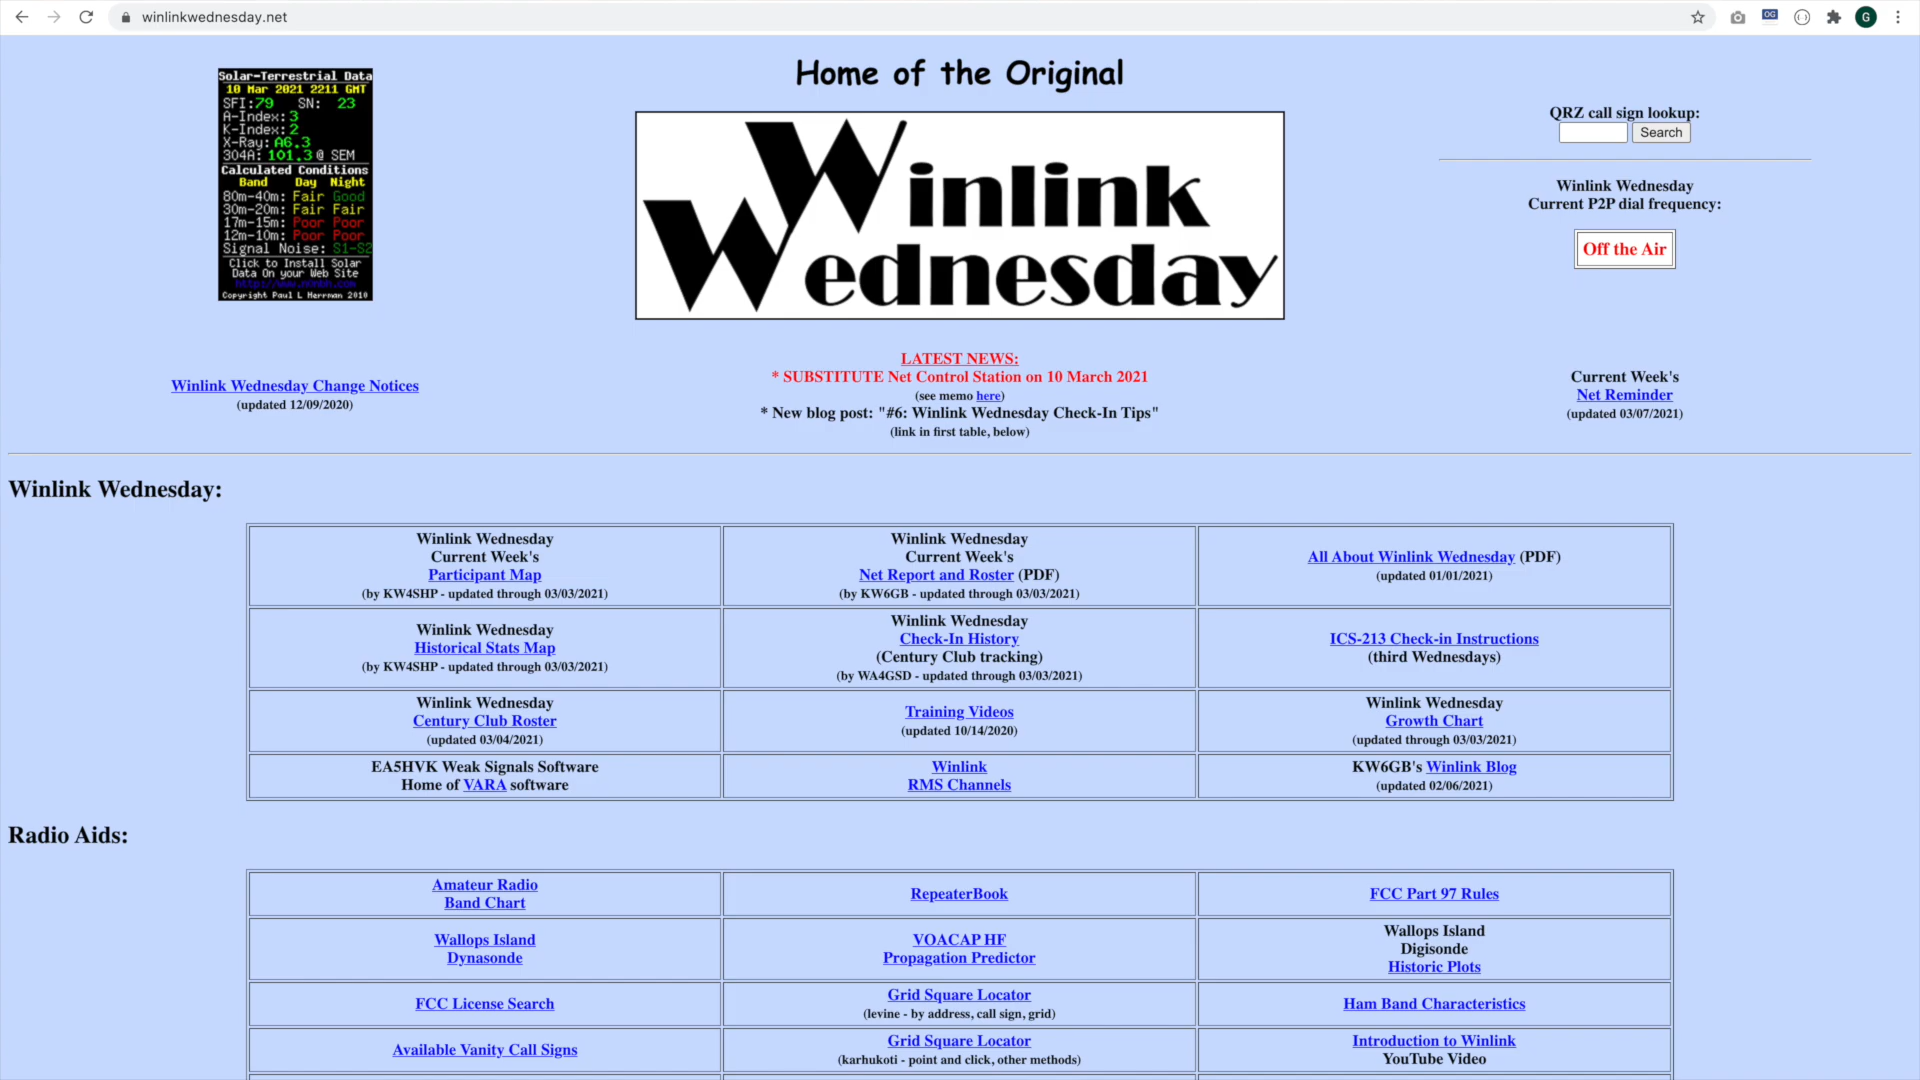 winlinkwednesday.net
OG
G
Home of the Original
Solar-Terrestrial Data
10 Mar 2021 2211 GMT
SFI:79 SN: 23
A-Index:3
K-Index:2
X-Ray:A6.3
304A: 101.3 @ SEM
Calculated Conditions
Band Day Night
80m-40m: Fair Good
30m-20m: Fair Fair
17m-15m: Poor Poor
12m-10m: Poor Poor
Signal Noise: S1-S2
Click to Install Solar
Data On your Web Site
Copyright Paul L Herrman 2010
Winlink
Wednesday
QRZ call sign lookup:
Search
Winlink Wednesday
Current P2P dial frequency:
Off the Air
Winlink Wednesday Change Notices
(updated 12/09/2020)
LATEST NEWS:
* SUBSTITUTE Net Control Station on 10 March 2021
(see memo here)
* New blog post: "#6: Winlink Wednesday Check-In Tips"
(link in first table, below)
Current Week's
Net Reminder
(updated 03/07/2021)
Winlink Wednesday:
Winlink Wednesday
Current Week's
Participant Map
(by KW4SHP - updated through 03/03/2021)
Winlink Wednesday
Current Week's
Net Report and Roster (PDF)
(by KW6GB - updated through 03/03/2021)
All About Winlink Wednesday (PDF)
(updated 01/01/2021)
Winlink Wednesday
Historical Stats Map
(by KW4SHP - updated through 03/03/2021)
Winlink Wednesday
Check-In History
(Century Club tracking)
(by WA4GSD - updated through 03/03/2021)
ICS-213 Check-in Instructions
(third Wednesdays)
Winlink Wednesday
Century Club Roster
(updated 03/04/2021)
Training Videos
(updated 10/14/2020)
Winlink Wednesday
Growth Chart
(updated through 03/03/2021)
EA5HVK Weak Signals Software
Home of VARA software
Winlink
RMS Channels
KW6GB's Winlink Blog
(updated 02/06/2021)
Radio Aids:
Amateur Radio
Band Chart
RepeaterBook
FCC Part 97 Rules
Wallops Island
Dynasonde
VOACAP HF
Propagation Predictor
Wallops Island
Digisonde
Historic Plots
FCC License Search
Grid Square Locator
(levine - by address, call sign, grid)
Ham Band Characteristics
Available Vanity Call Signs
Grid Square Locator
(karhukoti - point and click, other methods)
Introduction to Winlink
YouTube Video